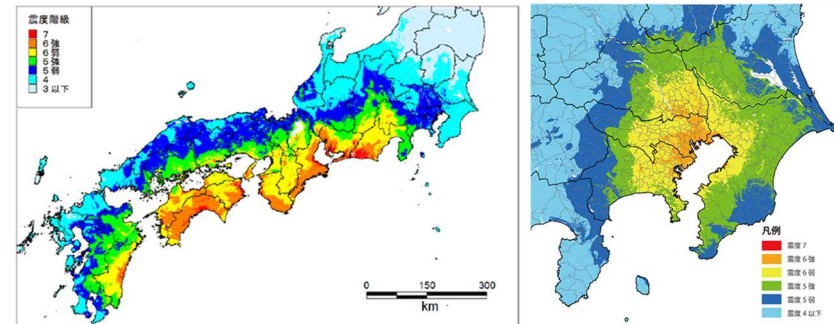 震度階級
7
6強
6弱
5強
5弱
4
3以下
0 150 300
km
凡例
震度 7
震度 6 強
震度 6 弱
震度 5 強
震度 5 弱
震度 4 以下